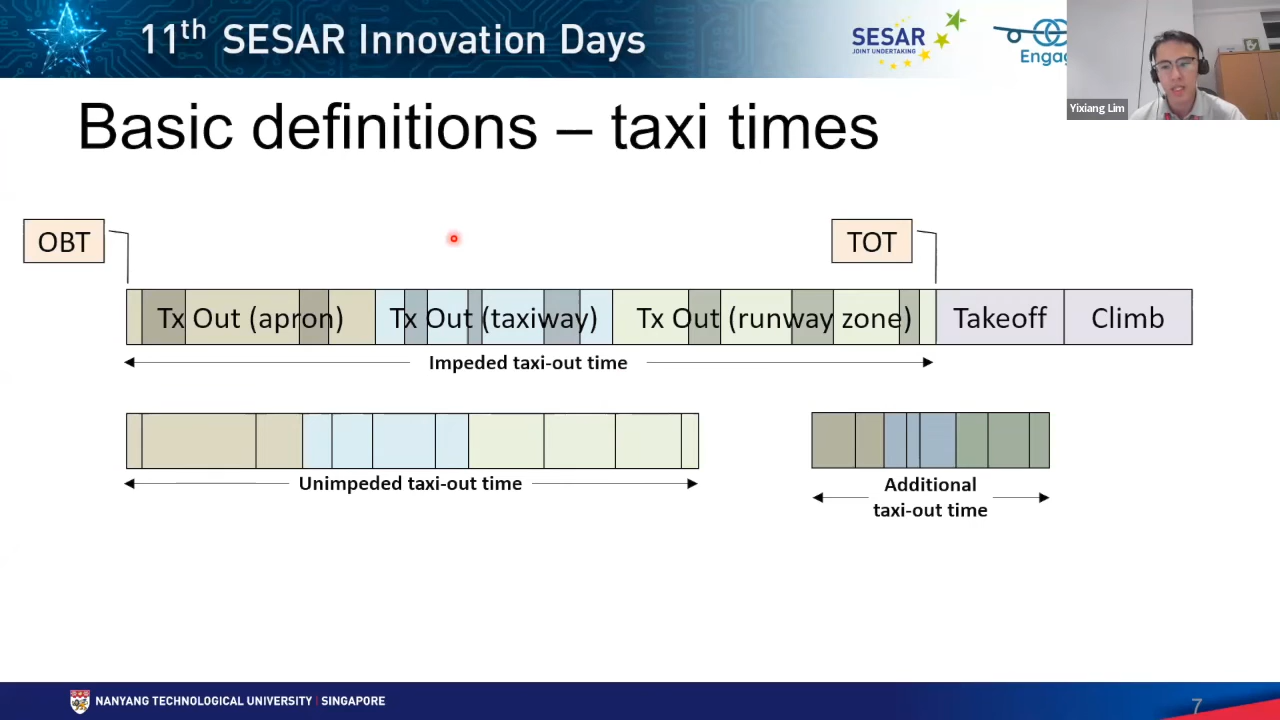 11th SESAR Innovation Days
SESAR
JOINT UNDERTAKING
Engag
Yixiang Lim
Basic definitions – taxi times
OBT
TOT
Tx Out (apron)
Tx Out (taxiway)
Tx Out (runway zone)
Takeoff
Climb
Impeded taxi-out time
Unimpeded taxi-out time
Additional
taxi-out time
NANYANG TECHNOLOGICAL UNIVERSITY | SINGAPORE
7